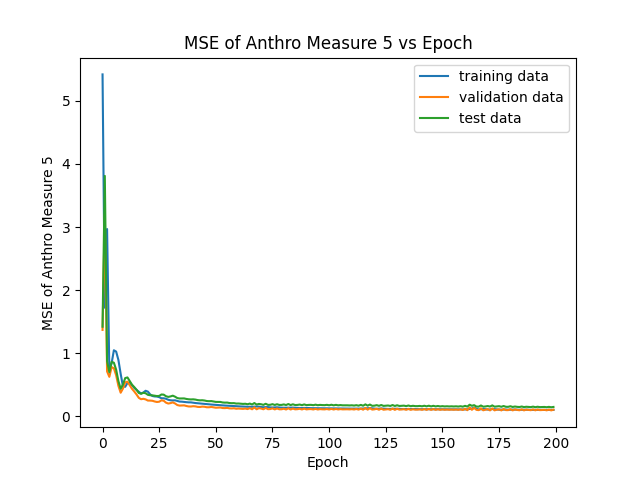 MSE of Anthro Measure 5 vs Epoch
training data
validation data
test data
MSE of Anthro Measure 5
5
4
3
2
1
0
0 25 50 75 100 125 150 175 200
Epoch